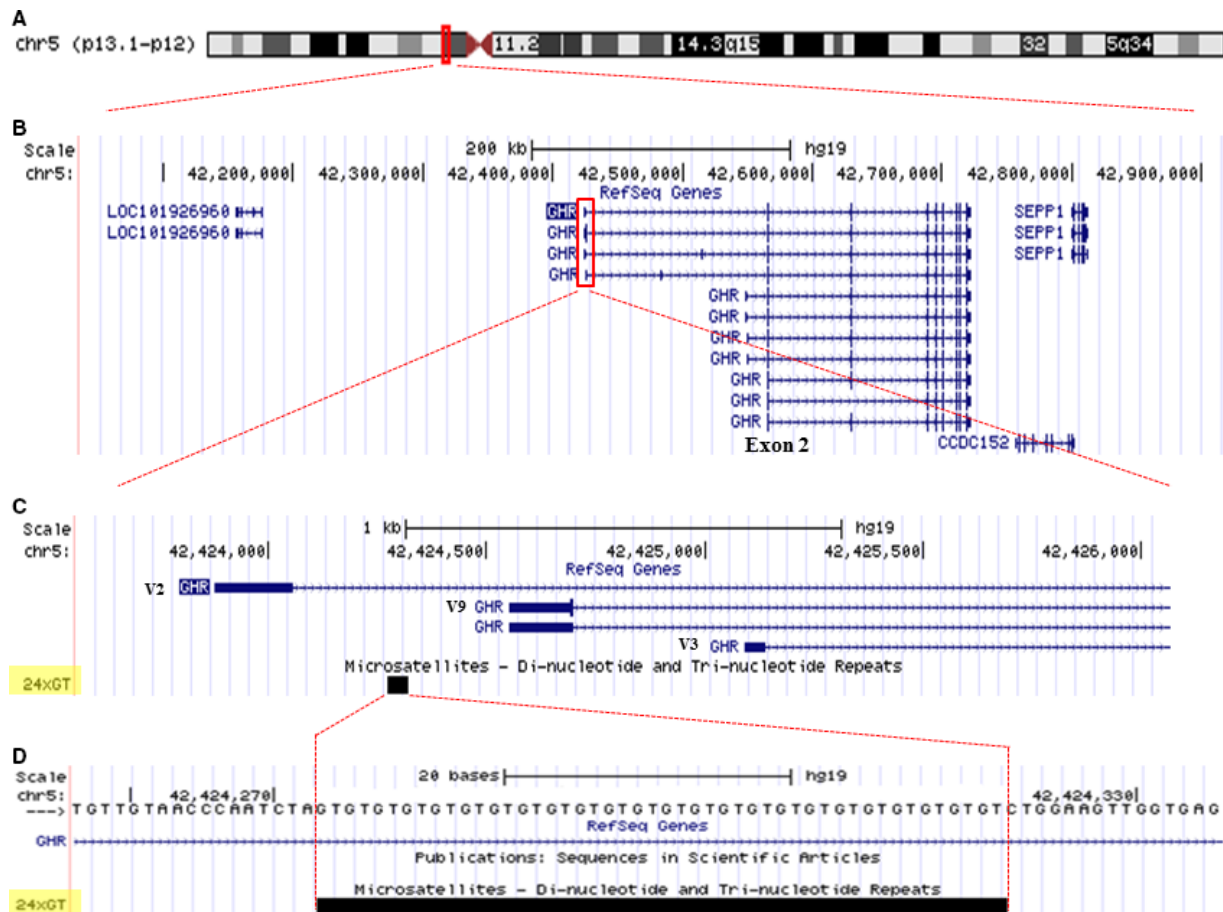 A
chr5 (p13.1-p12) 11.2 14.3 q15 32 5q34
B
Scale 200 kb hg19
chr5: 42,200,000 42,300,000 42,400,000 42,500,000 42,600,000 42,700,000 42,800,000 42,900,000
RefSeq Genes
LOC101926960 GHR SEPP1
LOC101926960 GHR SEPP1
GHR SEPP1
GHR
GHR
GHR
GHR
GHR
GHR
GHR
GHR
Exon 2 CCDC152
C
Scale 1 kb hg19
chr5: 42,424,000 42,424,500 42,425,000 42,425,500 42,426,000
RefSeq Genes
V2 GHR
V9 GHR
GHR
V3 GHR
Microsatellites - Di-nucleotide and Tri-nucleotide Repeats
24xGT
D
Scale 20 bases hg19
chr5: 42,424,270 42,424,330
---> TGTTGTAACCCAATCTAGTGTGTGTGTGTGTGTGTGTGTGTGTGTGTGTGTGTGTGTGTGTGTGTCTGGAAGTTGGTGAG
RefSeq Genes
GHR
Publications: Sequences in Scientific Articles
Microsatellites - Di-nucleotide and Tri-nucleotide Repeats
24xGT